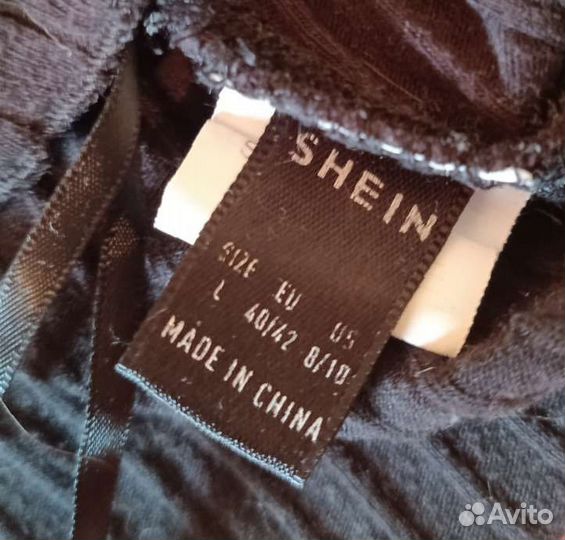 SHEIN
SIZE EU US
L 40/42 8/10
MADE IN CHINA
Avito